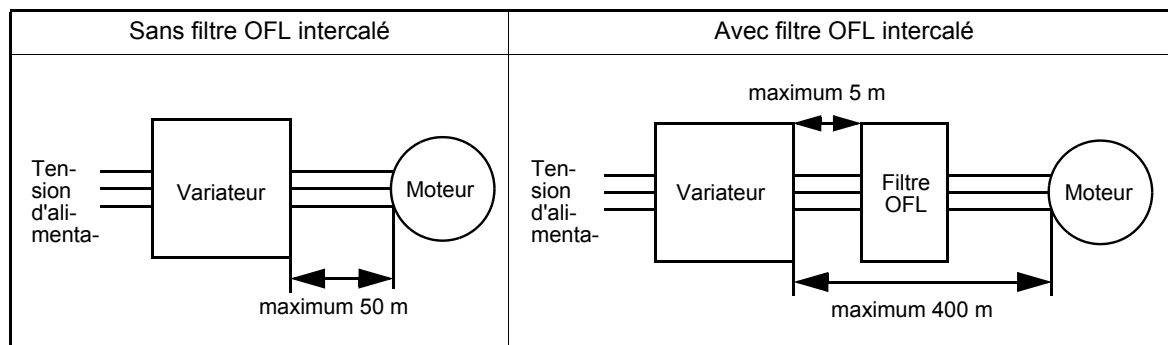 Sans filtre OFL intercalé
Ten-
sion
d'ali-
menta-
Variateur
Moteur
maximum 50 m
Avec filtre OFL intercalé
maximum 5 m
Ten-
sion
d'ali-
menta-
Variateur
Filtre
OFL
Moteur
maximum 400 m